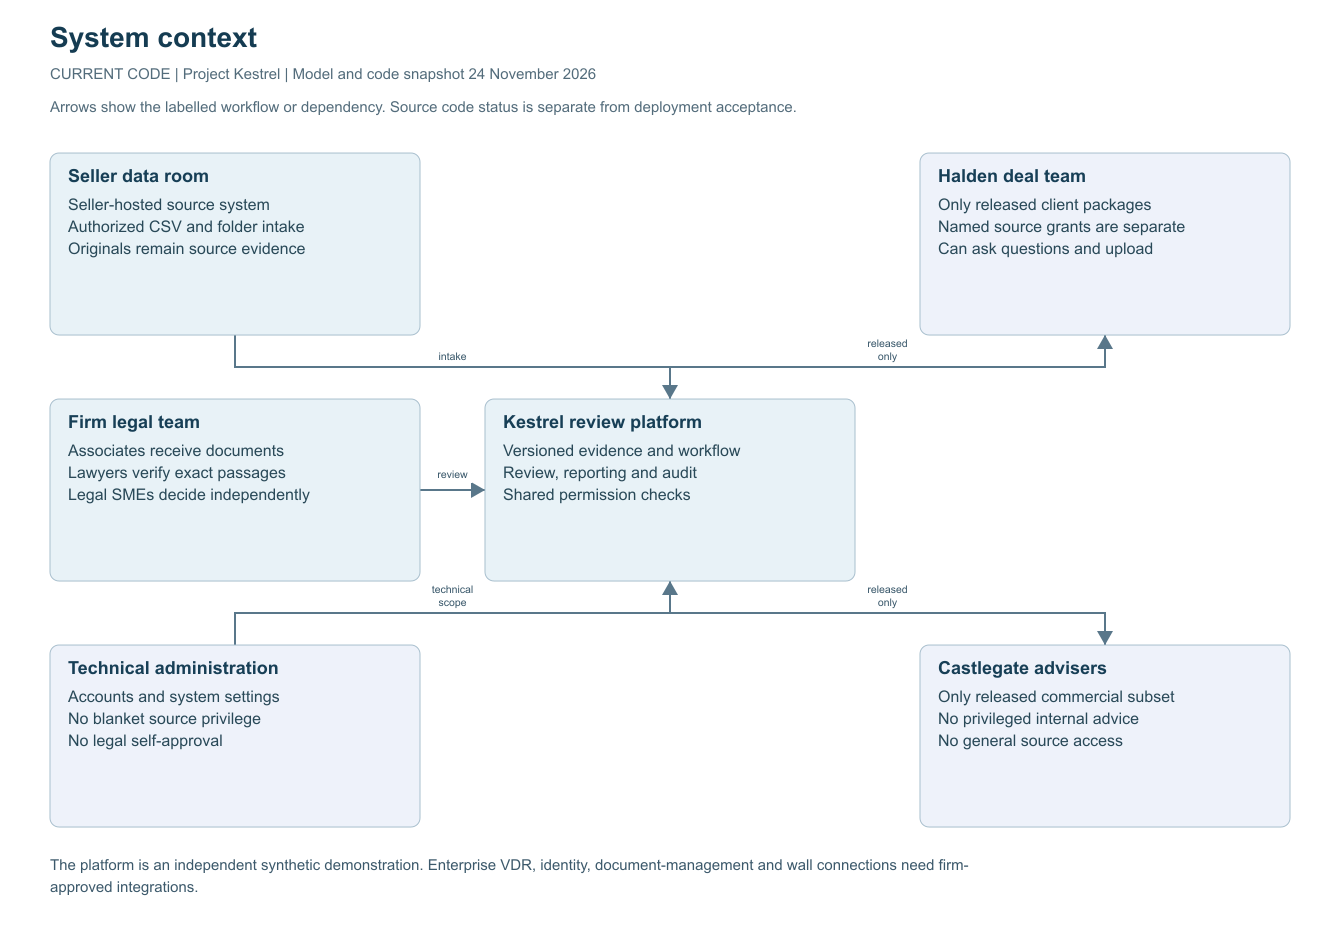 System context
CURRENT CODE | Project Kestrel | Model and code snapshot 24 November 2026
Arrows show the labelled workflow or dependency. Source code status is separate from deployment acceptance.
Seller data room
Seller-hosted source system
Authorized CSV and folder intake
Originals remain source evidence
Halden deal team
Only released client packages
Named source grants are separate
Can ask questions and upload
intake
released
only
Firm legal team
Associates receive documents
Lawyers verify exact passages
Legal SMEs decide independently
review
Kestrel review platform
Versioned evidence and workflow
Review, reporting and audit
Shared permission checks
technical
scope
released
only
Technical administration
Accounts and system settings
No blanket source privilege
No legal self-approval
Castlegate advisers
Only released commercial subset
No privileged internal advice
No general source access
The platform is an independent synthetic demonstration. Enterprise VDR, identity, document-management and wall connections need firm-
approved integrations.